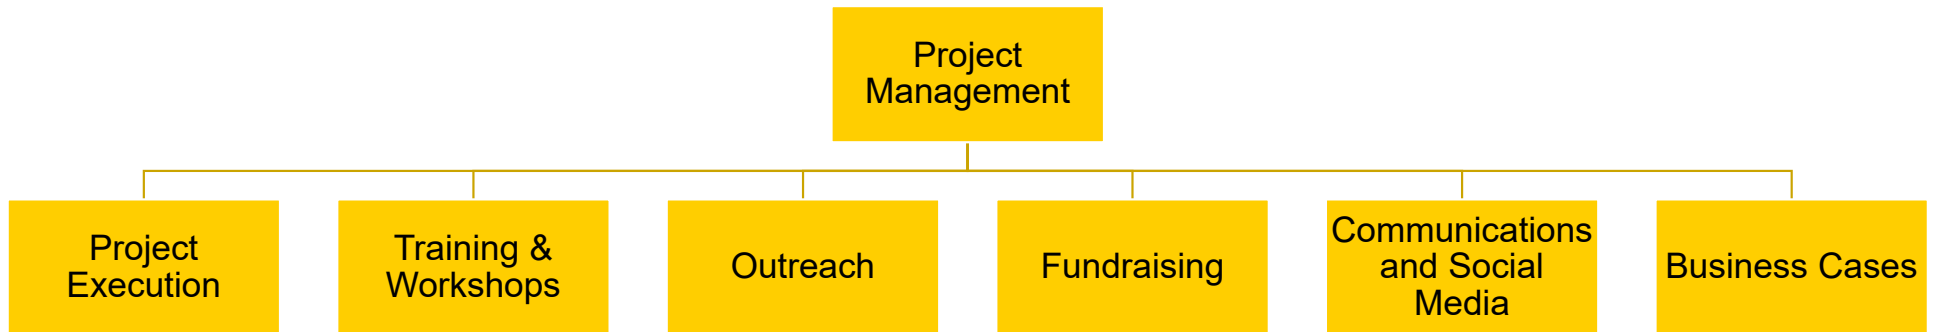 Project
Management
Project
Execution
Training &
Workshops
Outreach
Fundraising
Communications
and Social
Media
Business Cases